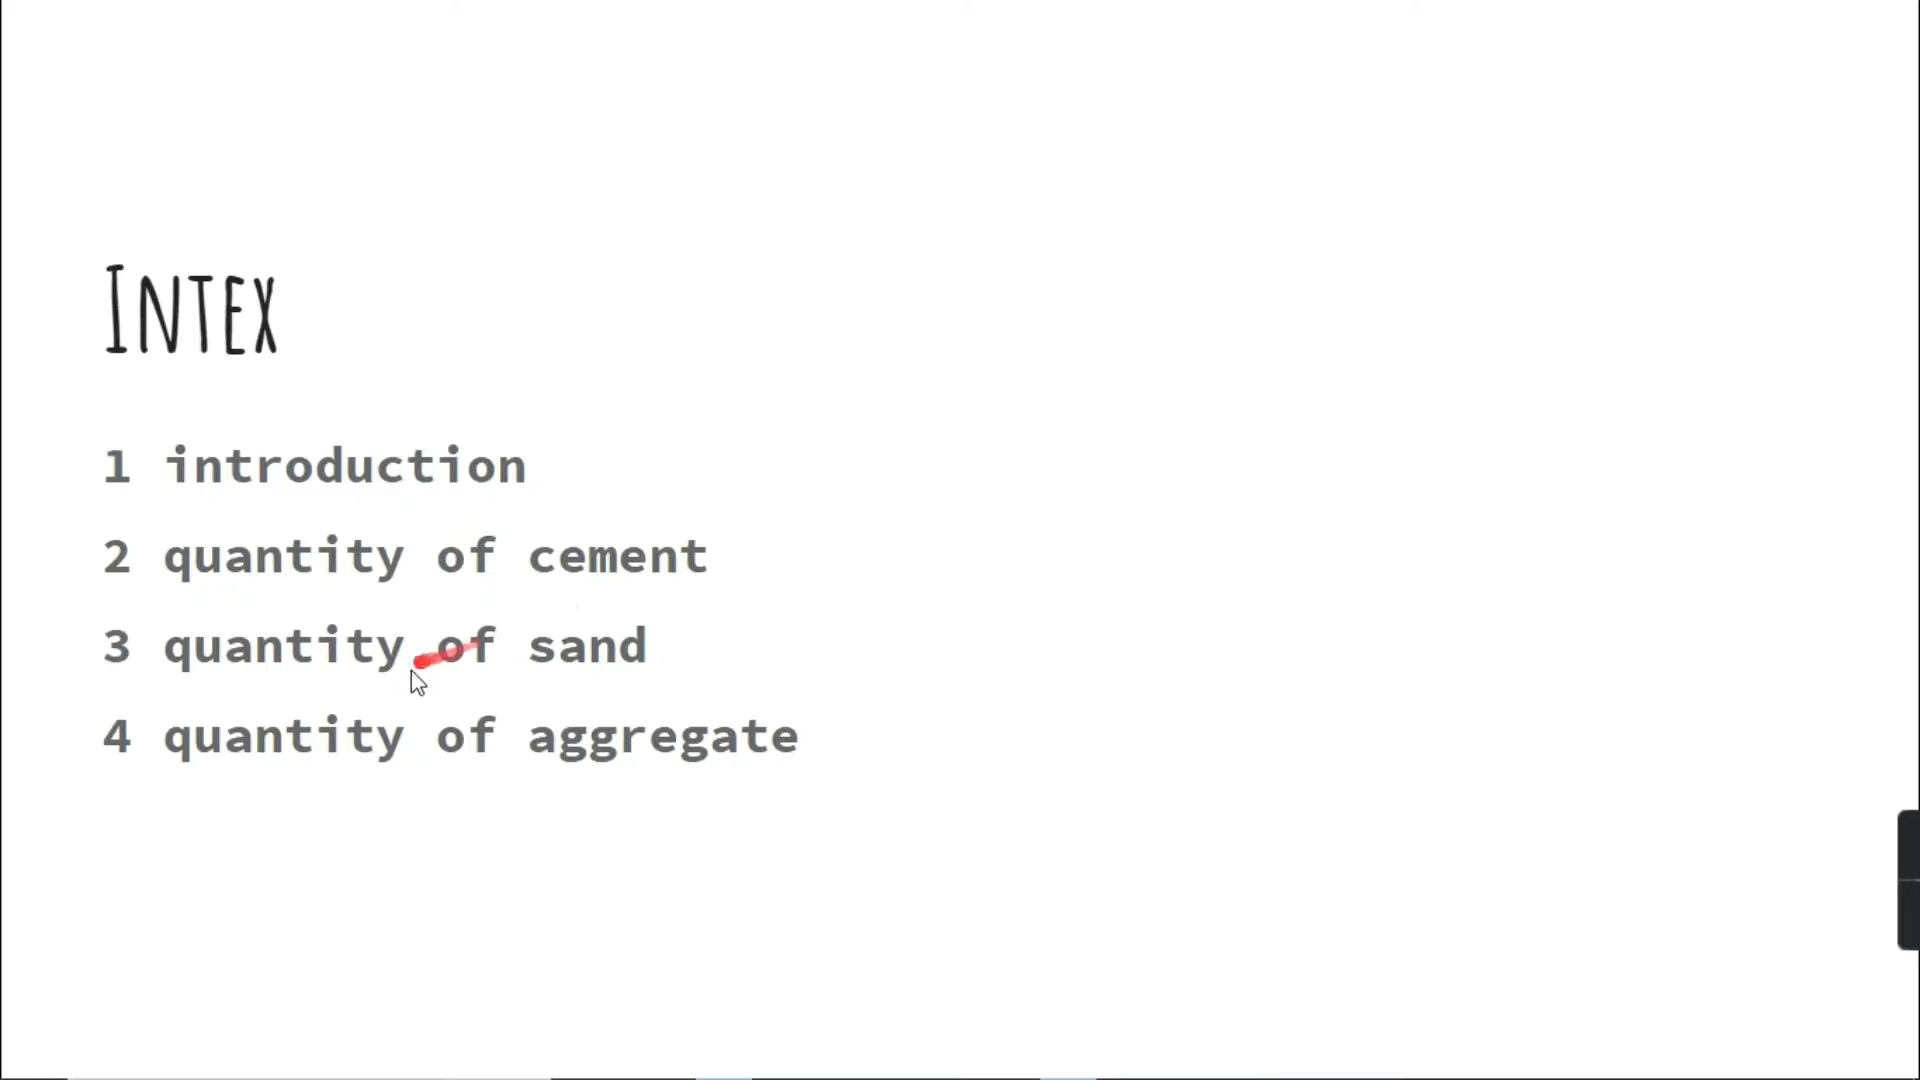 Intex
1 introduction
2 quantity of cement
3 quantity of sand
4 quantity of aggregate